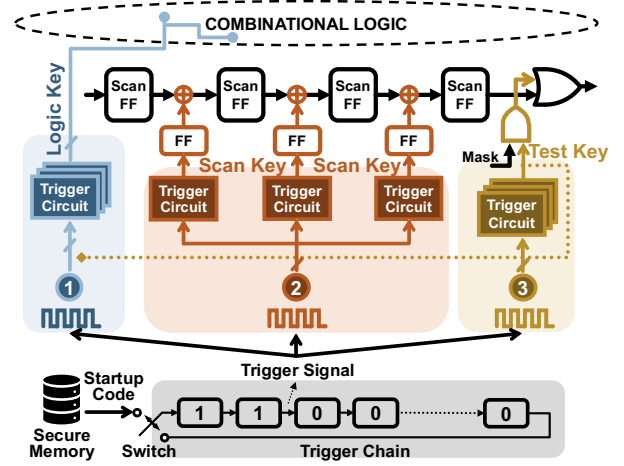 COMBINATIONAL LOGIC
Logic Key
Scan
FF
Scan
FF
Scan
FF
Scan
FF
FF
FF
FF
Scan Key
Scan Key
Mask
Test Key
Trigger
Circuit
Trigger
Circuit
Trigger
Circuit
Trigger
Circuit
Trigger
Circuit
1
2
3
Trigger Signal
Startup
Code
Secure
Memory
Switch
1
1
0
0
0
Trigger Chain